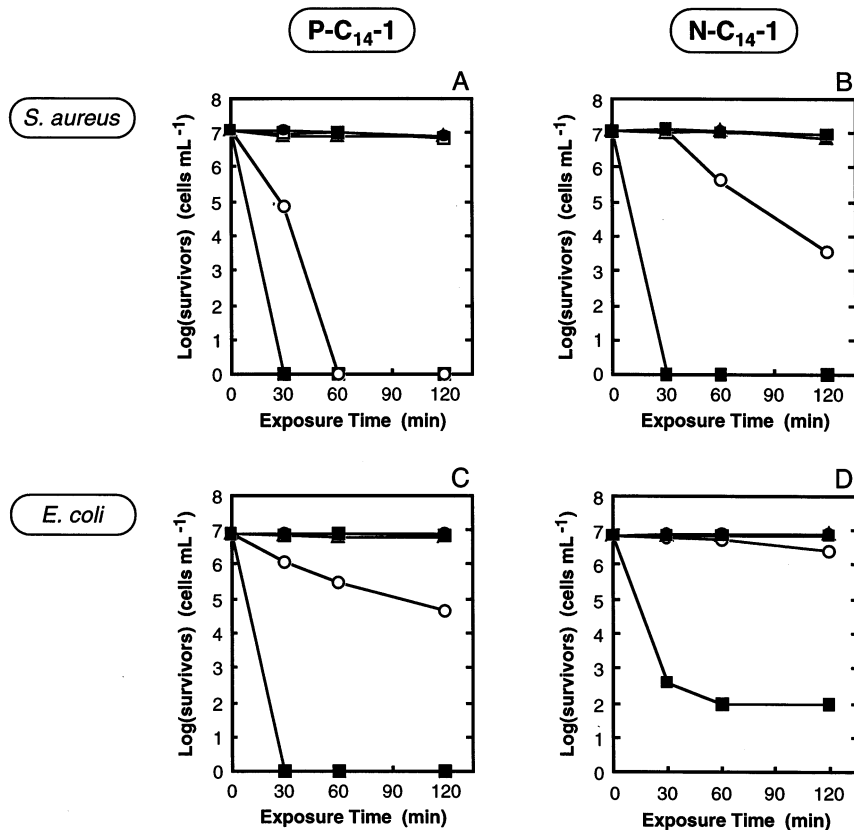 P-C14-1
N-C14-1
S. aureus
A
Log(survivors) (cells mL -1)
8
7
6
5
4
3
2
1
0
0 30 60 90 120
Exposure Time (min)
B
Log(survivors) (cells mL -1)
8
7
6
5
4
3
2
1
0
0 30 60 90 120
Exposure Time (min)
E. coli
C
Log(survivors) (cells mL -1)
8
7
6
5
4
3
2
1
0
0 30 60 90 120
Exposure Time (min)
D
Log(survivors) (cells mL -1)
8
7
6
5
4
3
2
1
0
0 30 60 90 120
Exposure Time (min)